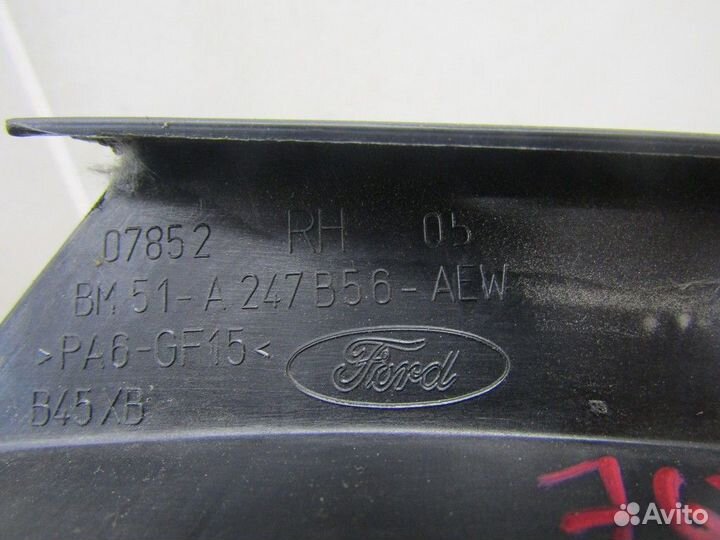 07852 RH 05
BM51-A247B56-AEW
>PA6-GF15<
Ford
B45XB
Avito